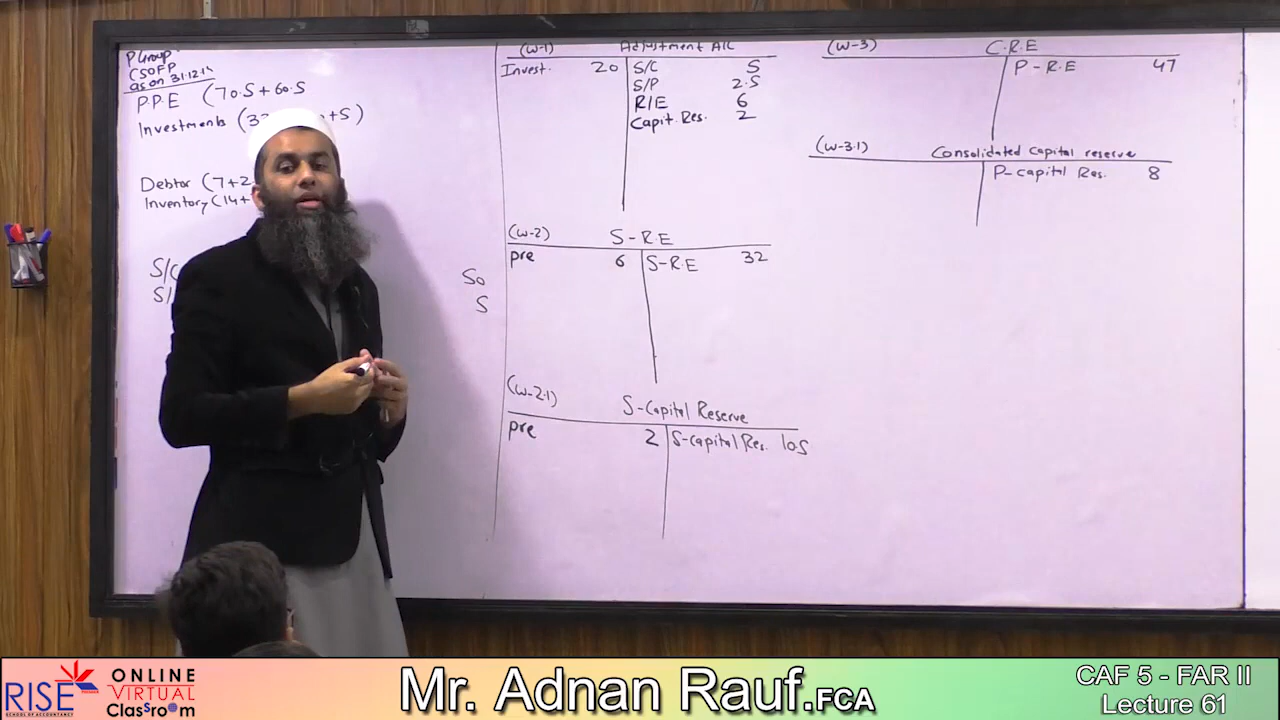 P Group
CSOFP
as on 31.12.1
P.P.E (70.5 + 60.5
Investments (32 +5)
Debtor (7+2
Inventory (14+
S/C
S/
50
5
(W-1) Adjustment A/C
Invest. 20
S/C 5
S/P 2.5
R/E 6
Capit. Res. 2
(W-2) S-R.E
pre 6 S-R.E 32
(W-2.1) S-Capital Reserve
pre 2 S-capital Res. 10.5
(W-3) C.R.E
P-R.E 47
(W-3.1) Consolidated capital reserve
P-capital Res. 8
RISE
SCHOOL OF ACCOUNTANCY
ONLINE
VIRTUAL
Classroom
Mr. Adnan Rauf.FCA
CAF 5 - FAR II
Lecture 61